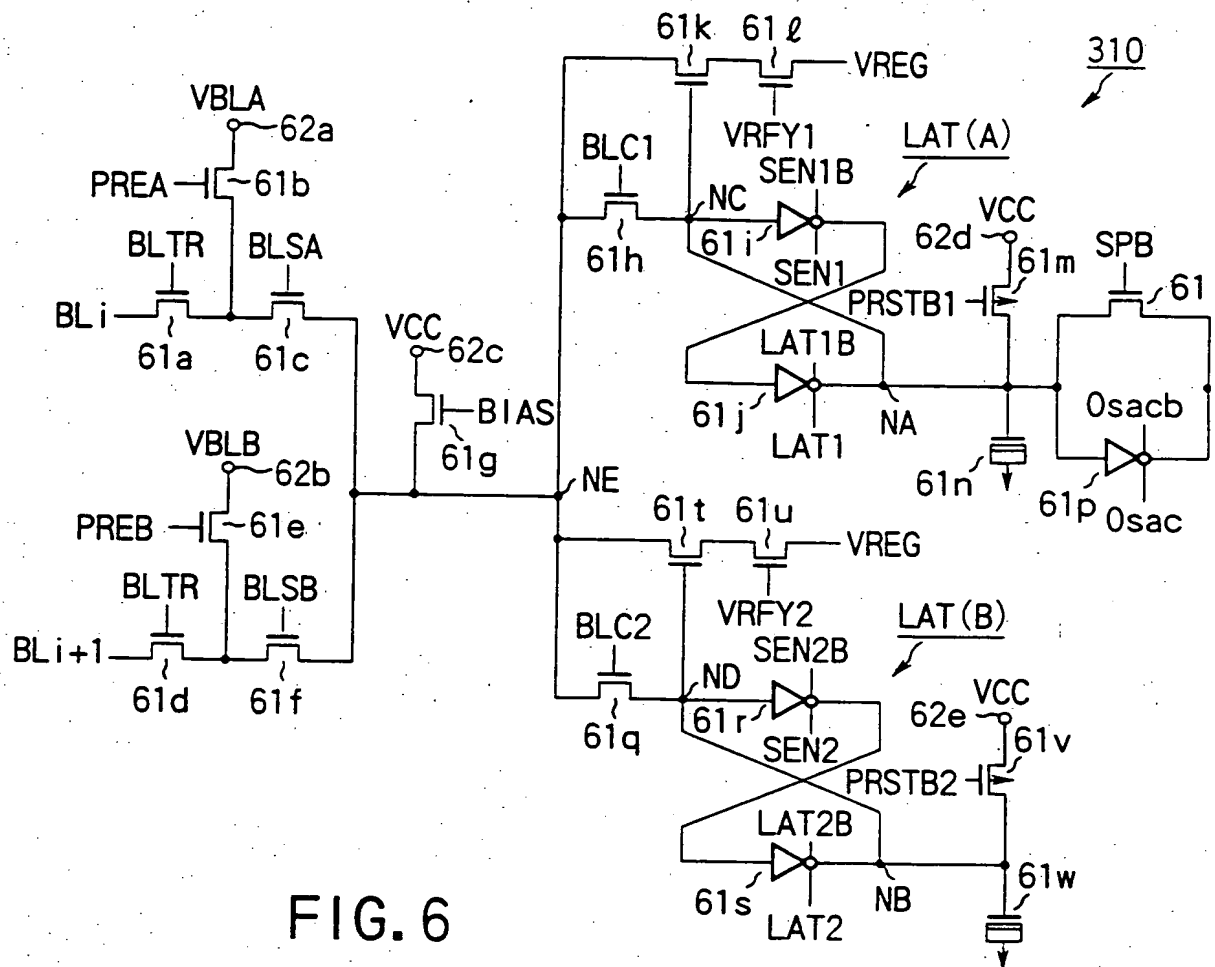 61k 61ℓ
310
VREG
VBLA
62a
VRFY1
LAT(A)
BLC1
SEN1B
PREA
61b
NC
VCC
BLTR
BLSA
61h
61i
62d
61m
SPB
SEN1
PRSTB1
61
BLi
VCC
61a
61c
62c
LAT1B
BIAS
61j
NA
0sacb
VBLB
61g
LAT1
62b
NE
61n
61p
0sac
PREB
61e
61t
61u
VREG
BLTR
BLSB
VRFY2
LAT(B)
BLC2
SEN2B
BLi+1
ND
VCC
61d
61f
61r
62e
61q
SEN2
61v
PRSTB2
LAT2B
61s
NB
61w
LAT2
FIG. 6